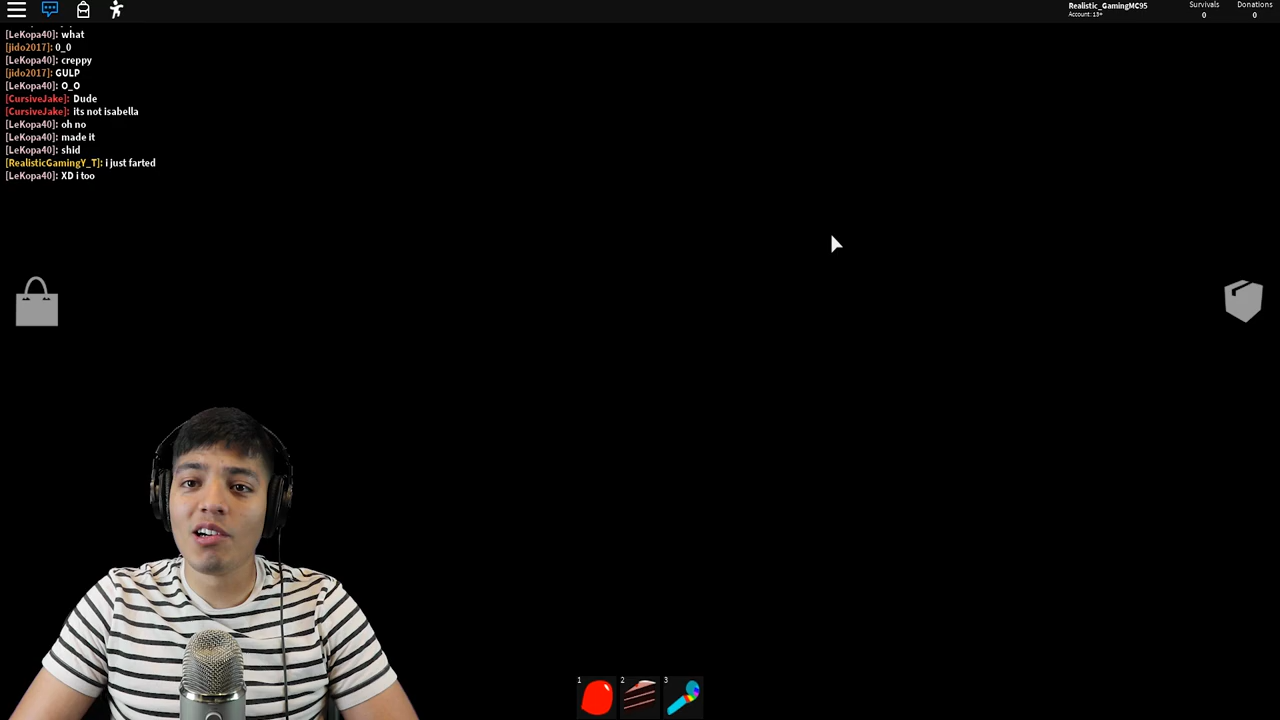 Realistic_GamingMC95
Account: 13+
Survivals
0
Donations
0
[LeKopa40]: what
[jido2017]: 0_0
[LeKopa40]: creppy
[jido2017]: GULP
[LeKopa40]: O_O
[CursiveJake]: Dude
[CursiveJake]: its not isabella
[LeKopa40]: oh no
[LeKopa40]: made it
[LeKopa40]: shid
[RealisticGamingY_T]: i just farted
[LeKopa40]: XD i too
1
2
3